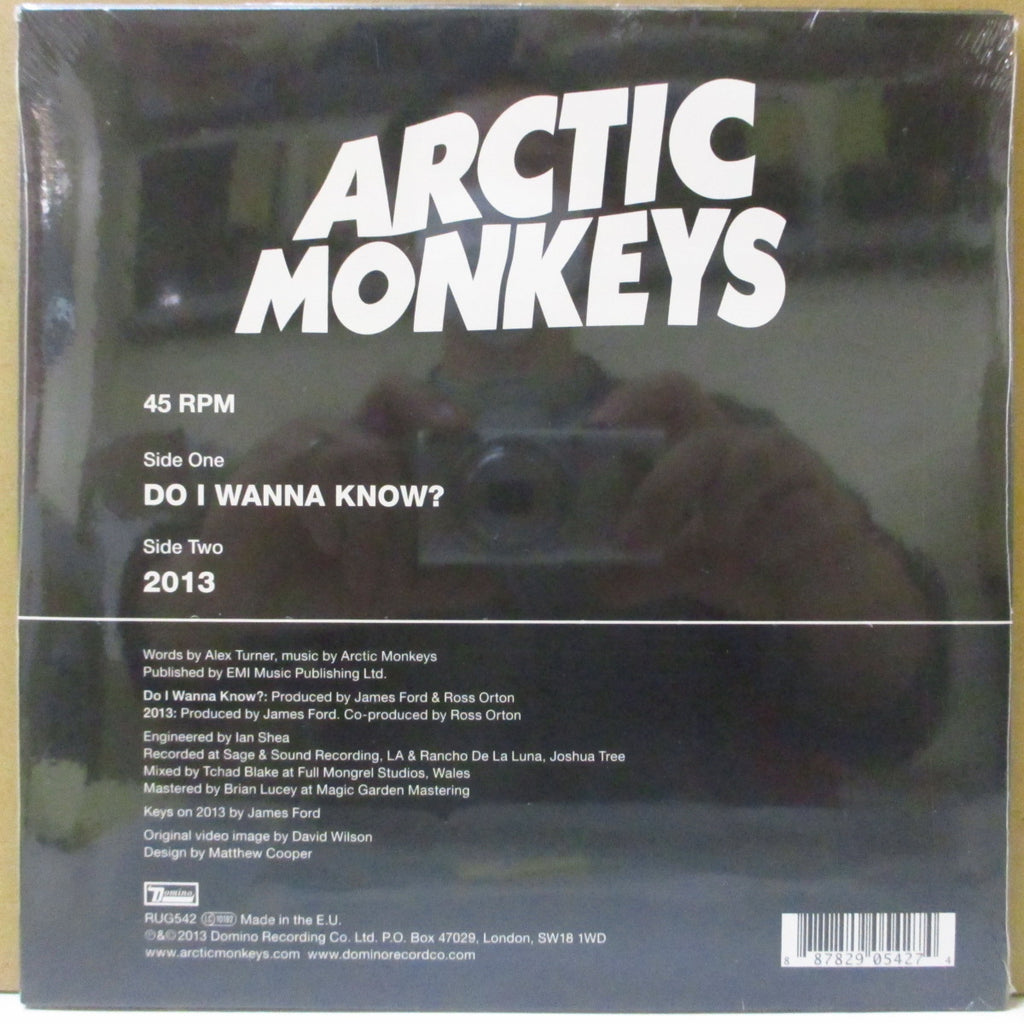 ARCTIC
MONKEYS
45 RPM
Side One
DO I WANNA KNOW?
Side Two
2013
Words by Alex Turner, music by Arctic Monkeys
Published by EMI Music Publishing Ltd.
Do I Wanna Know?: Produced by James Ford & Ross Orton
2013: Produced by James Ford. Co-produced by Ross Orton
Engineered by Ian Shea
Recorded at Sage & Sound Recording, LA & Rancho De La Luna, Joshua Tree
Mixed by Tchad Blake at Full Mongrel Studios, Wales
Mastered by Brian Lucey at Magic Garden Mastering
Keys on 2013 by James Ford
Original video image by David Wilson
Design by Matthew Cooper
Domino
RUG542 LC 10192 Made in the E.U.
℗&©2013 Domino Recording Co. Ltd. P.O. Box 47029, London, SW18 1WD
www.arcticmonkeys.com www.dominorecordco.com
8 87829 05427 4